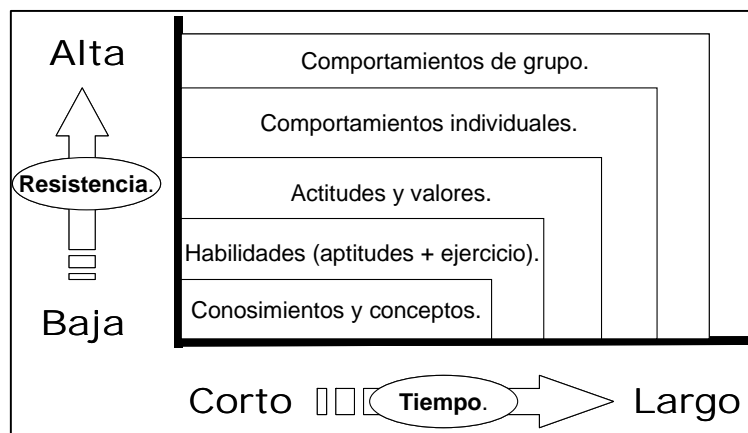 Alta
Comportamientos de grupo.
Comportamientos individuales.
Resistencia.
Actitudes y valores.
Habilidades (aptitudes + ejercicio).
Conosimientos y conceptos.
Baja
Corto
Tiempo.
Largo